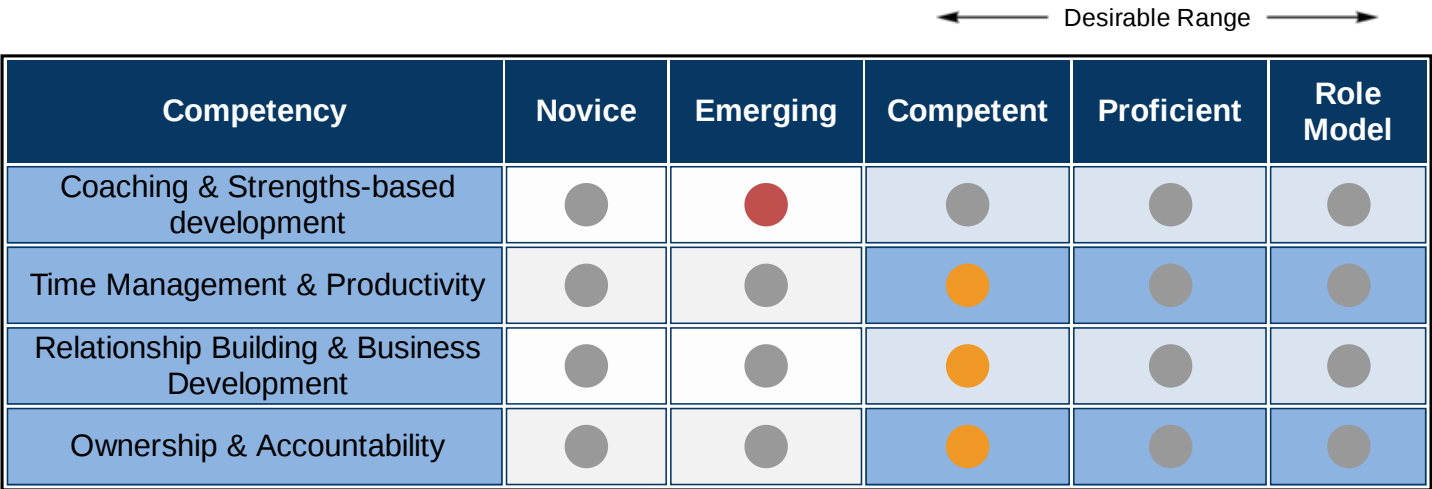 Desirable Range
Competency Novice Emerging Competent Proficient Role
Model
Coaching & Strengths-based
development
Time Management & Productivity
Relationship Building & Business
Development
Ownership & Accountability